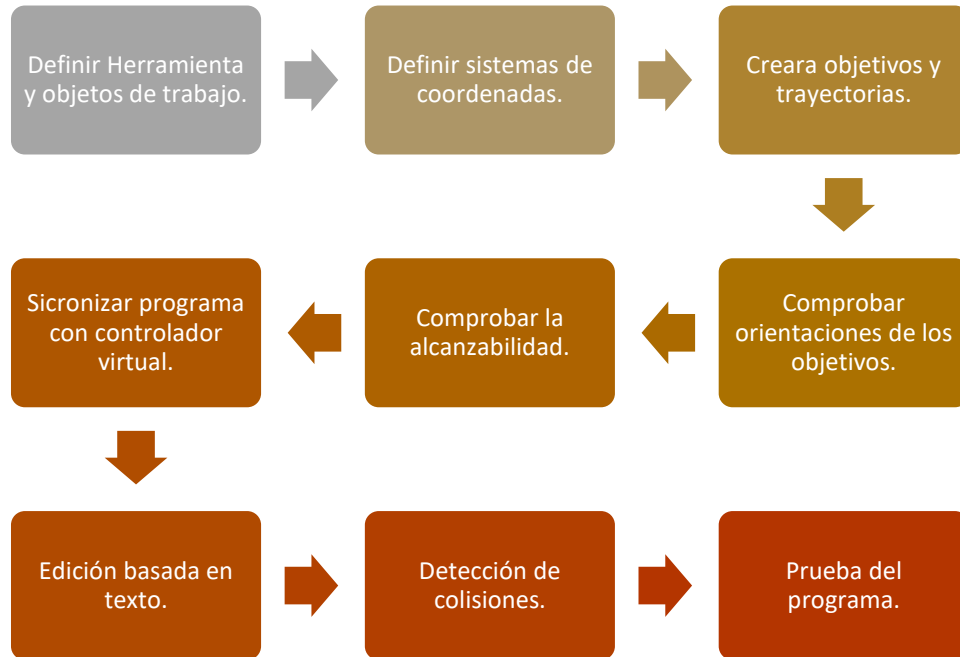 Definir Herramienta
y objetos de trabajo.
Definir sistemas de
coordenadas.
Creara objetivos y
trayectorias.
Comprobar
orientaciones de los
objetivos.
Comprobar la
alcanzabilidad.
Sicronizar programa
con controlador
virtual.
Edición basada en
texto.
Detección de
colisiones.
Prueba del
programa.